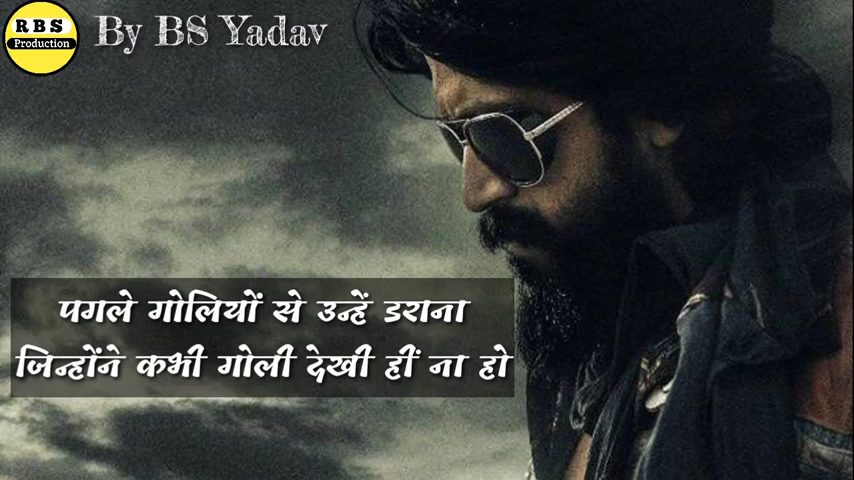 RBS
Production
By BS Yadav
पगले गोलियों से उन्हें डराना
जिन्होंने कभी गोली देखी हीं ना हो